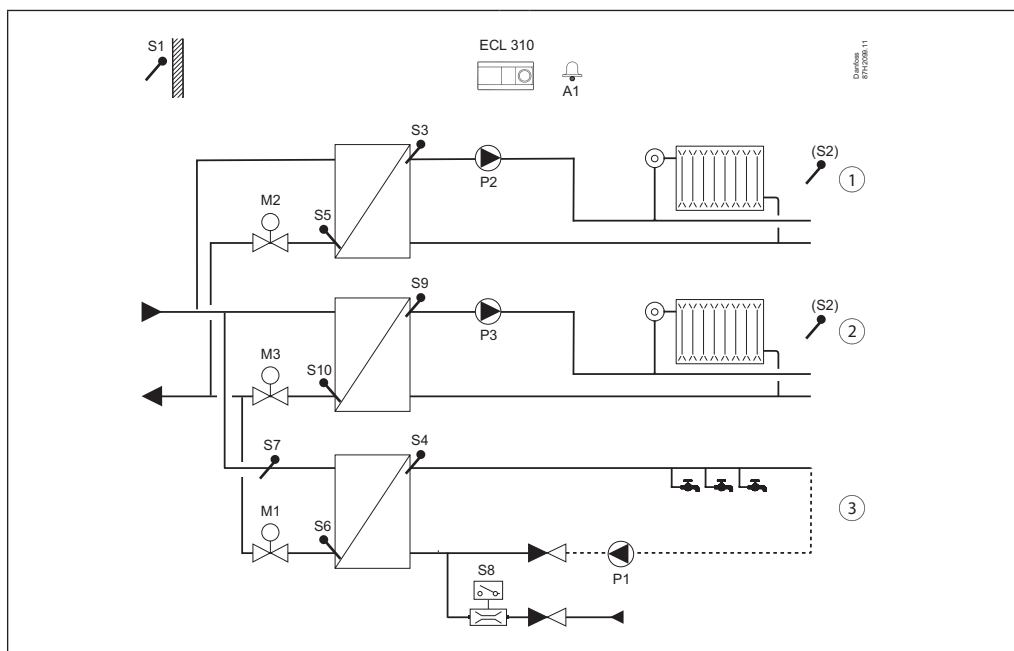 S1
ECL 310
A1
Danfoss
87H2099.11
S3
P2
(S2)
1
M2
S5
S9
P3
(S2)
2
M3
S10
S7
S4
M1
S6
3
P1
S8